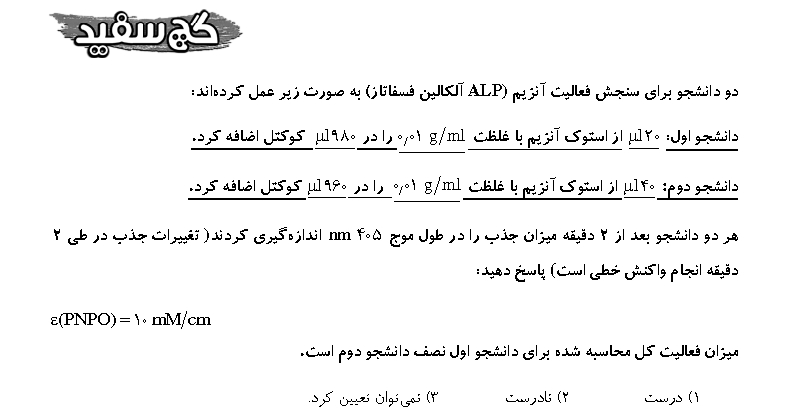 گچ سفید
دو دانشجو برای سنجش فعالیت آنزیم (ALP آلکالین فسفاتاز) به صورت زیر عمل کرده‌اند:
دانشجو اول: ۲۰ µl از استوک آنزیم با غلظت ۰٫۰۱ g/ml را در ۹۸۰ µl کوکتل اضافه کرد.
دانشجو دوم: ۴۰ µl از استوک آنزیم با غلظت ۰٫۰۱ g/ml را در ۹۶۰ µl کوکتل اضافه کرد.
هر دو دانشجو بعد از ۲ دقیقه میزان جذب را در طول موج ۴۰۵ nm اندازه‌گیری کردند( تغییرات جذب در طی ۲
دقیقه انجام واکنش خطی است) پاسخ دهید:
ε(PNPO) = ۱۰ mM/cm
میزان فعالیت کل محاسبه شده برای دانشجو اول نصف دانشجو دوم است.
۱) درست ۲) نادرست ۳) نمی‌توان تعیین کرد.